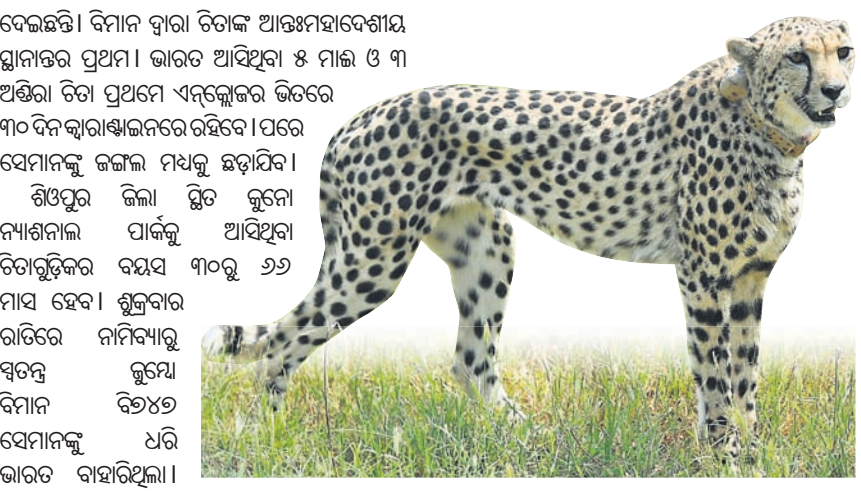 ଦେଇଛନ୍ତି। ବିମାନ ଦ୍ୱାରା ଚିତାଙ୍କ ଆନ୍ତଃମହାଦେଶୀୟ
ସ୍ଥାନାନ୍ତର ପ୍ରଥମ। ଭାରତ ଆସିଥିବା ୫ ମାଈ ଓ ୩
ଅଣ୍ଡିରା ଚିତା ପ୍ରଥମେ ଏନ୍‌କ୍ଲୋଜର ଭିତରେ
୩୦ ଦିନ କ୍ୱାରାଣ୍ଟାଇନରେ ରହିବେ। ପରେ
ସେମାନଙ୍କୁ ଜଙ୍ଗଲ ମଧ୍ୟକୁ ଛଡ଼ାଯିବ।
ଶିଓପୁର ଜିଲା ସ୍ଥିତ କୁନୋ
ନ୍ୟାଶନାଲ ପାର୍କକୁ ଆସିଥିବା
ଚିତାଗୁଡ଼ିକର ବୟସ ୩୦ରୁ ୬୬
ମାସ ହେବ। ଶୁକ୍ରବାର
ରାତିରେ ନାମିବ୍ୟାରୁ
ସ୍ୱତନ୍ତ୍ର ଜୁମ୍ୱୋ
ବିମାନ ବି୭୪୭
ସେମାନଙ୍କୁ ଧରି
ଭାରତ ବାହାରିଥିଲା।